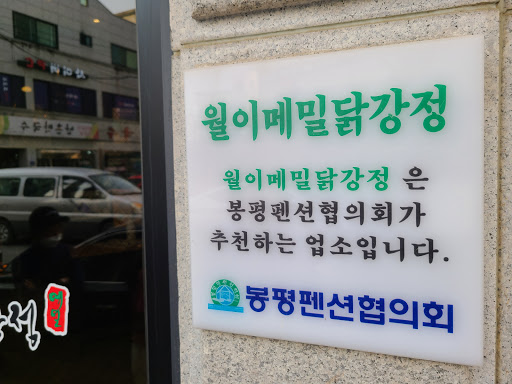 월이메밀닭강정
월이메밀닭강정 은
봉평펜션협의회가
추천하는 업소입니다.
봉평펜션협의회
정